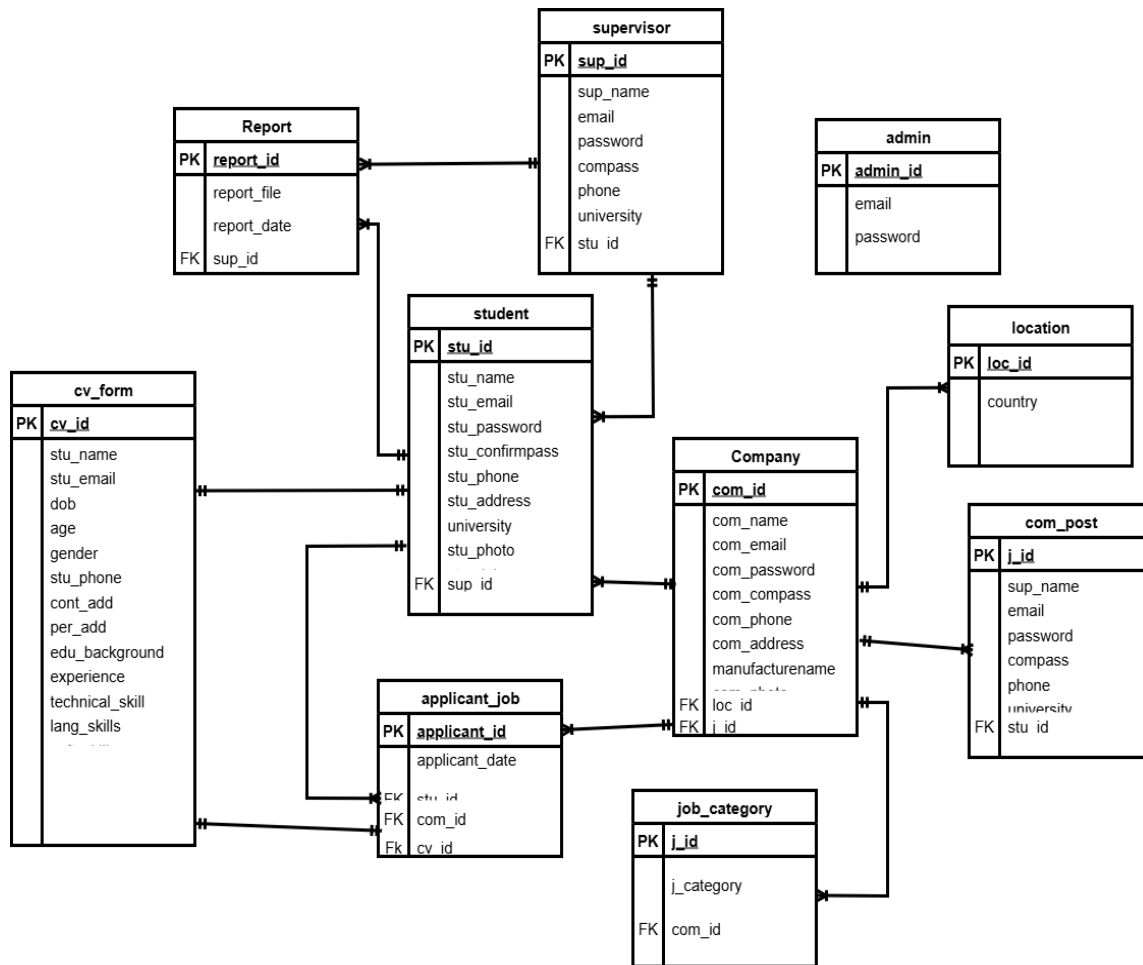 supervisor
PK sup_id
sup_name
email
password
compass
phone
university
FK stu_id
Report
PK report_id
report_file
report_date
FK sup_id
admin
PK admin_id
email
password
student
PK stu_id
stu_name
stu_email
stu_password
stu_confirmpass
stu_phone
stu_address
university
stu_photo
FK sup_id
location
PK loc_id
country
cv_form
PK cv_id
stu_name
stu_email
dob
age
gender
stu_phone
cont_add
per_add
edu_background
experience
technical_skill
lang_skills
Company
PK com_id
com_name
com_email
com_password
com_compass
com_phone
com_address
manufacturename
com_photo
FK loc_id
FK j_id
com_post
PK j_id
sup_name
email
password
compass
phone
university
FK stu_id
applicant_job
PK applicant_id
applicant_date
FK stu_id
FK com_id
Fk cv_id
job_category
PK j_id
j_category
FK com_id